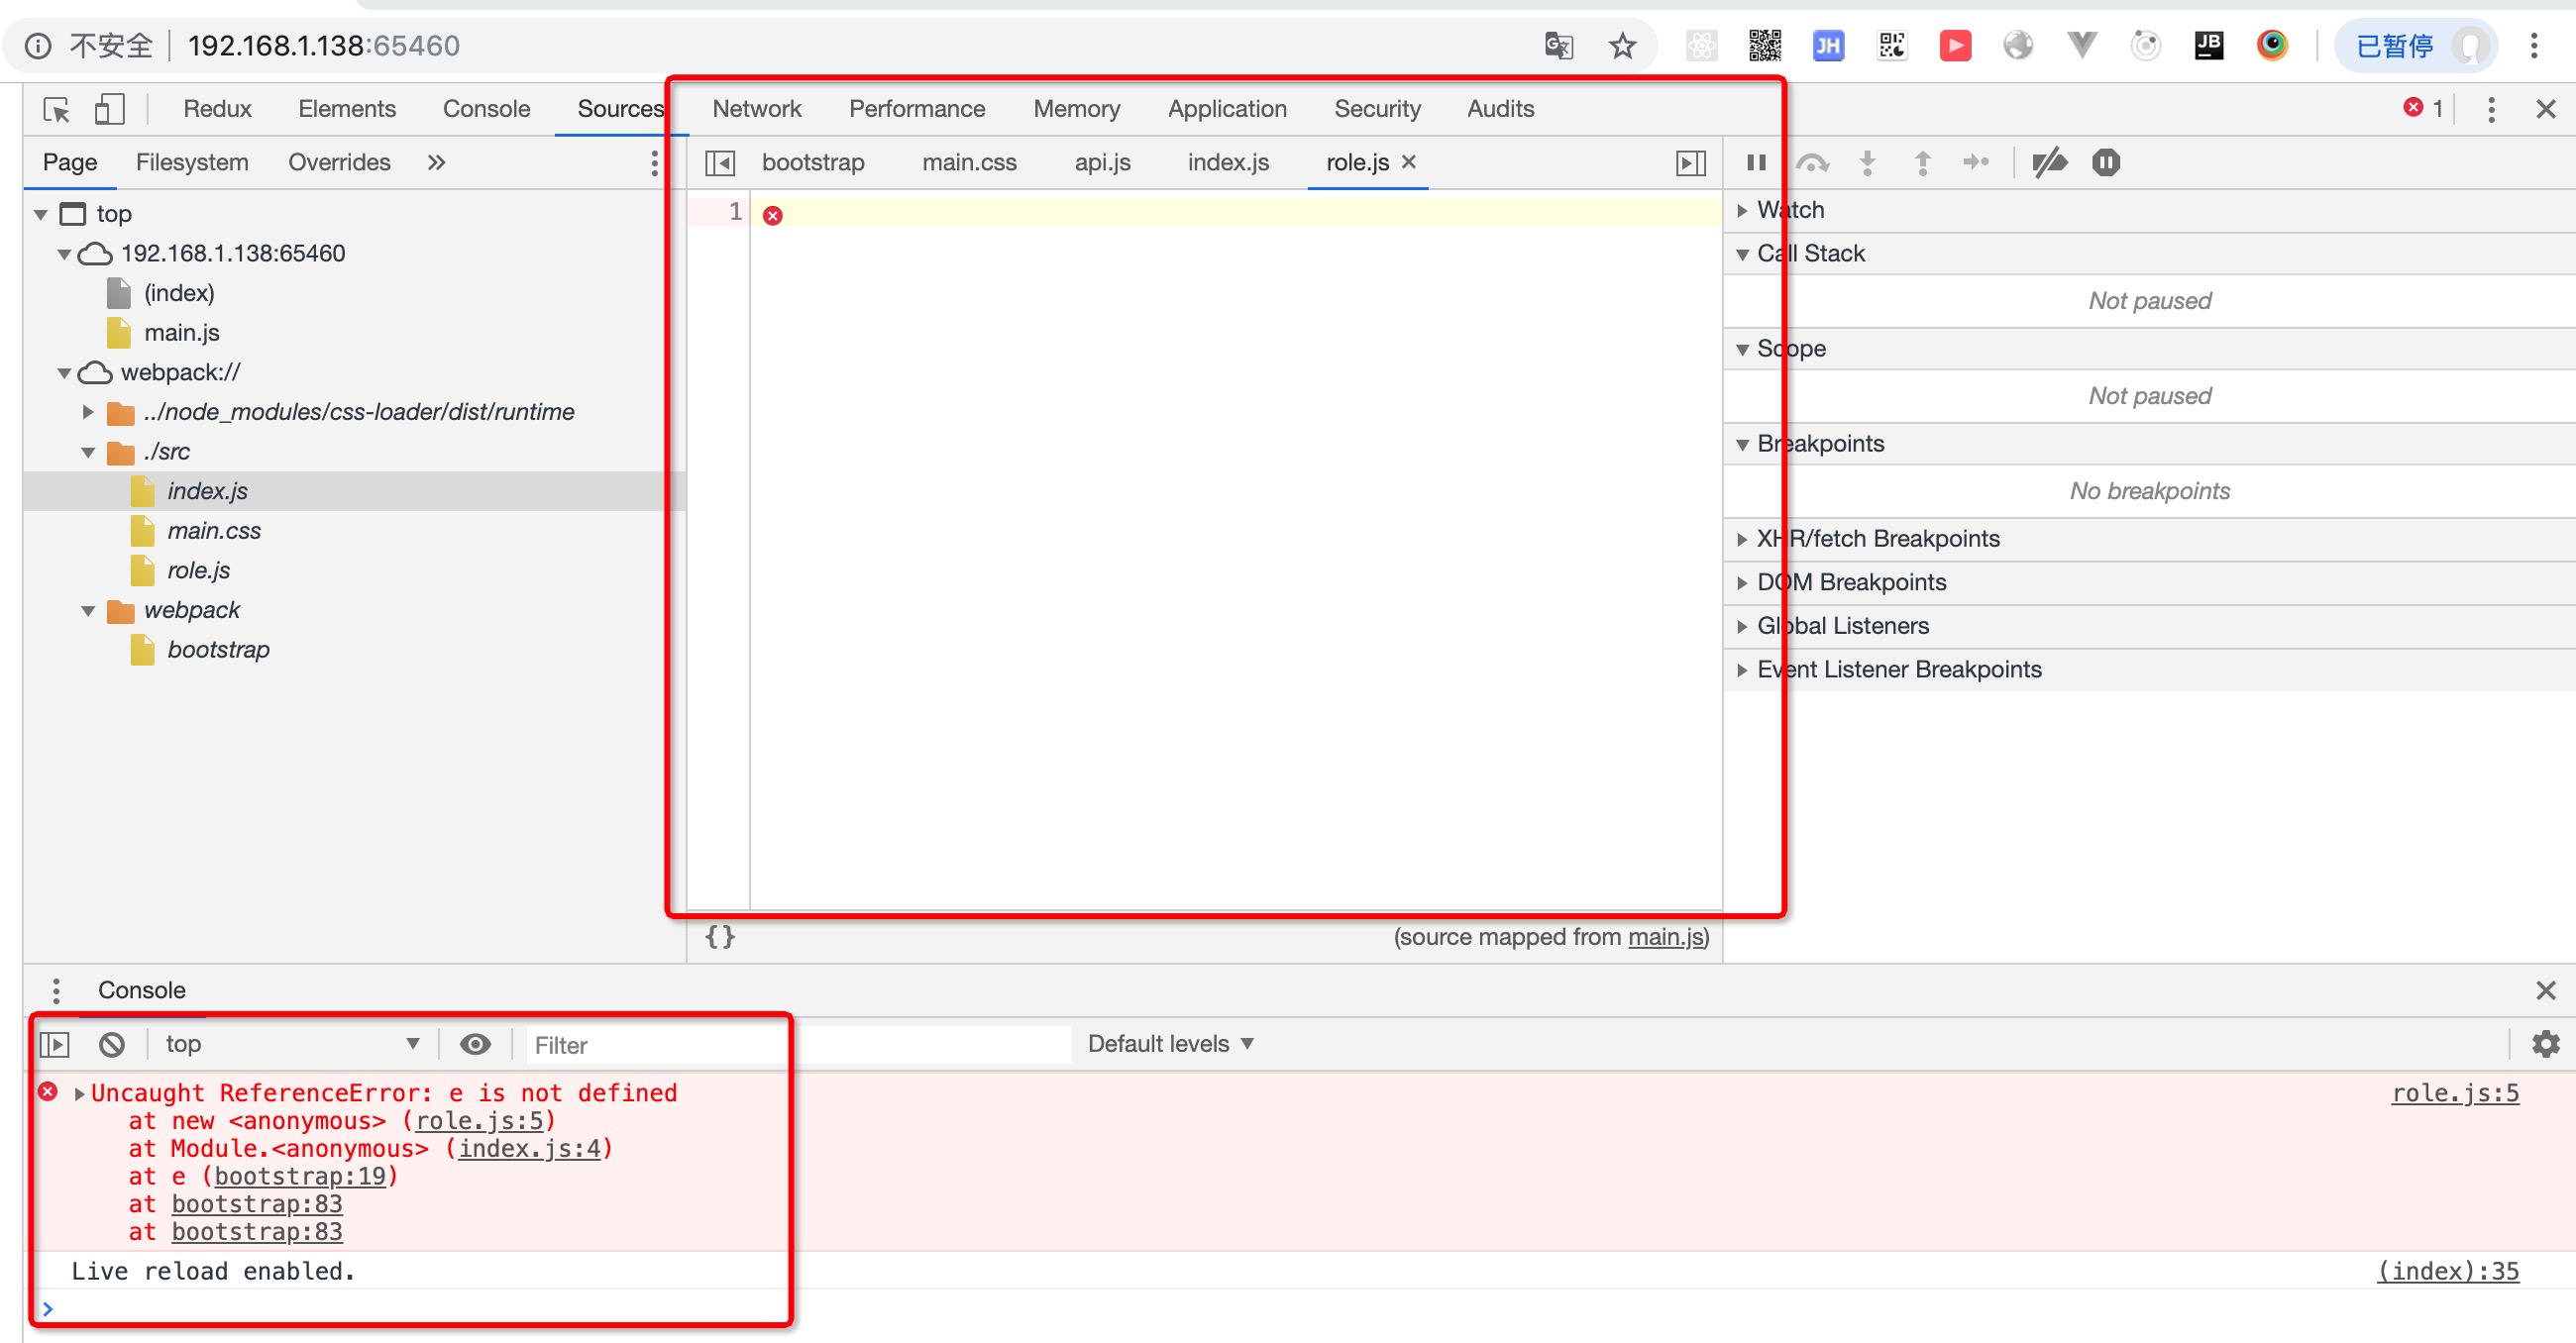 不安全 192.168.1.138:65460 JH JB 已暂停
Redux Elements Console Sources Network Performance Memory Application Security Audits 1
Page Filesystem Overrides » bootstrap main.css api.js index.js role.js ×
top
192.168.1.138:65460
(index)
main.js
webpack://
../node_modules/css-loader/dist/runtime
./src
index.js
main.css
role.js
webpack
bootstrap
1
{} (source mapped from main.js)
Watch
Call Stack
Not paused
Scope
Not paused
Breakpoints
No breakpoints
XHR/fetch Breakpoints
DOM Breakpoints
Global Listeners
Event Listener Breakpoints
Console
top Filter Default levels
Uncaught ReferenceError: e is not defined role.js:5
at new <anonymous> (role.js:5)
at Module.<anonymous> (index.js:4)
at e (bootstrap:19)
at bootstrap:83
at bootstrap:83
Live reload enabled. (index):35